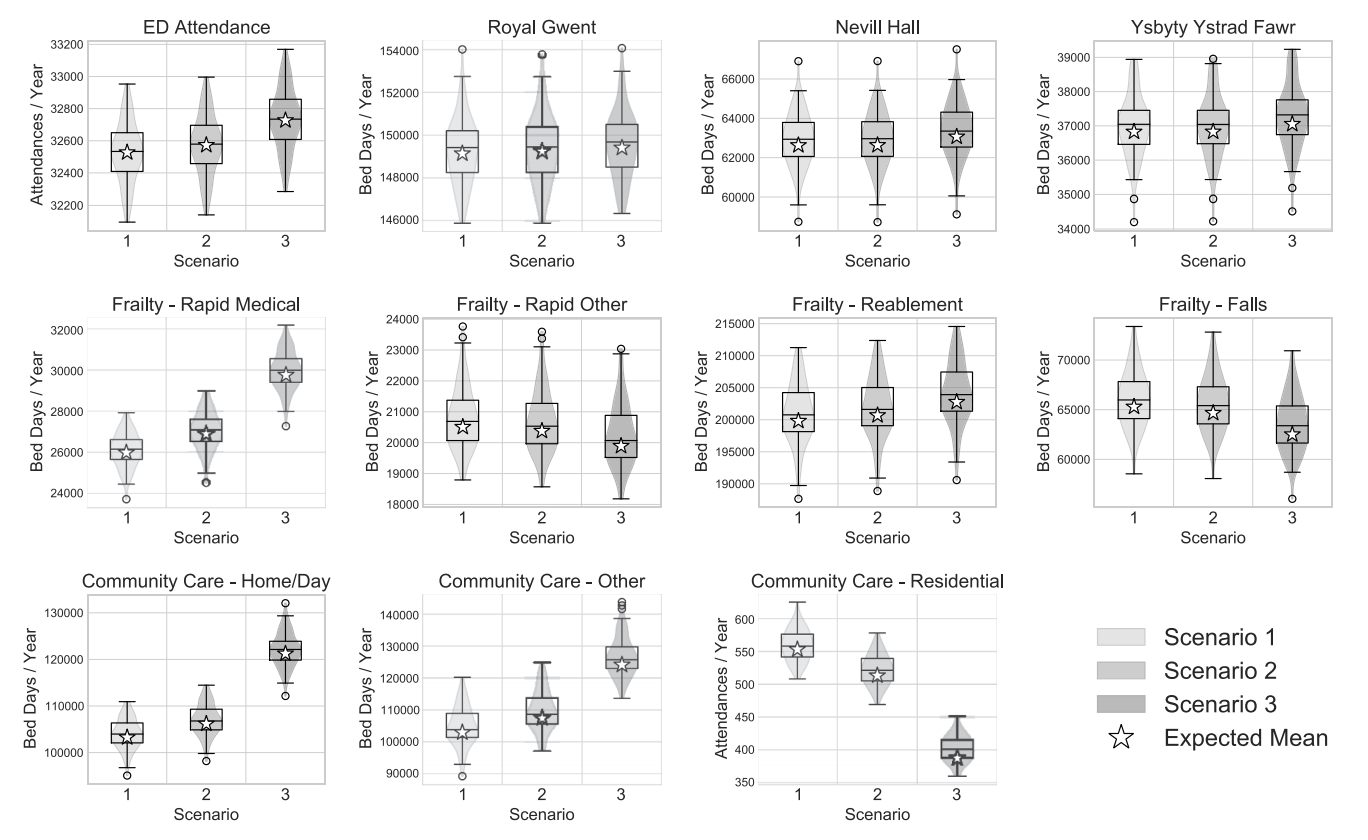 ED Attendance
Attendances / Year
33200
33000
32800
32600
32400
32200
1 2 3
Scenario
Royal Gwent
Bed Days / Year
154000
152000
150000
148000
146000
1 2 3
Scenario
Nevill Hall
Bed Days / Year
66000
64000
62000
60000
1 2 3
Scenario
Ysbyty Ystrad Fawr
Bed Days / Year
39000
38000
37000
36000
35000
34000
1 2 3
Scenario
Frailty - Rapid Medical
Bed Days / Year
32000
30000
28000
26000
24000
1 2 3
Scenario
Frailty - Rapid Other
Bed Days / Year
24000
23000
22000
21000
20000
19000
18000
1 2 3
Scenario
Frailty - Reablement
Bed Days / Year
215000
210000
205000
200000
195000
190000
1 2 3
Scenario
Frailty - Falls
Bed Days / Year
70000
65000
60000
1 2 3
Scenario
Community Care - Home/Day
Bed Days / Year
130000
120000
110000
100000
1 2 3
Scenario
Community Care - Other
Bed Days / Year
140000
130000
120000
110000
100000
90000
1 2 3
Scenario
Community Care - Residential
Attendances / Year
600
550
500
450
400
350
1 2 3
Scenario
Scenario 1
Scenario 2
Scenario 3
Expected Mean